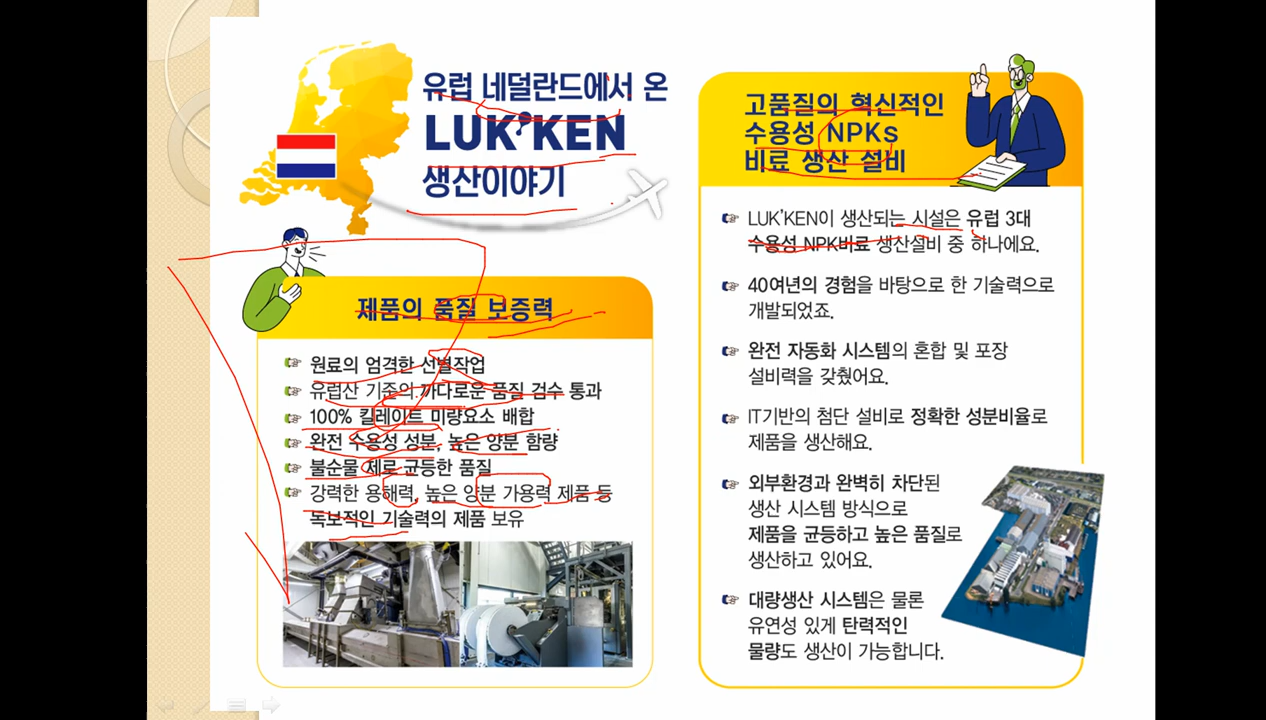 유럽 네덜란드에서 온
LUK’KEN
생산이야기
제품의 품질 보증력
원료의 엄격한 선별작업
유럽산 기준의 까다로운 품질 검수 통과
100% 킬레이트 미량요소 배합
완전 수용성 성분, 높은 양분 함량
불순물 제로 균등한 품질
강력한 용해력, 높은 양분 가용력 제품 등
독보적인 기술력의 제품 보유
고품질의 혁신적인
수용성 NPKs
비료 생산 설비
LUK’KEN이 생산되는 시설은 유럽 3대
수용성 NPK비료 생산설비 중 하나에요.
40여년의 경험을 바탕으로 한 기술력으로
개발되었죠.
완전 자동화 시스템의 혼합 및 포장
설비력을 갖췄어요.
IT기반의 첨단 설비로 정확한 성분비율로
제품을 생산해요.
외부환경과 완벽히 차단된
생산 시스템 방식으로
제품을 균등하고 높은 품질로
생산하고 있어요.
대량생산 시스템은 물론
유연성 있게 탄력적인
물량도 생산이 가능합니다.